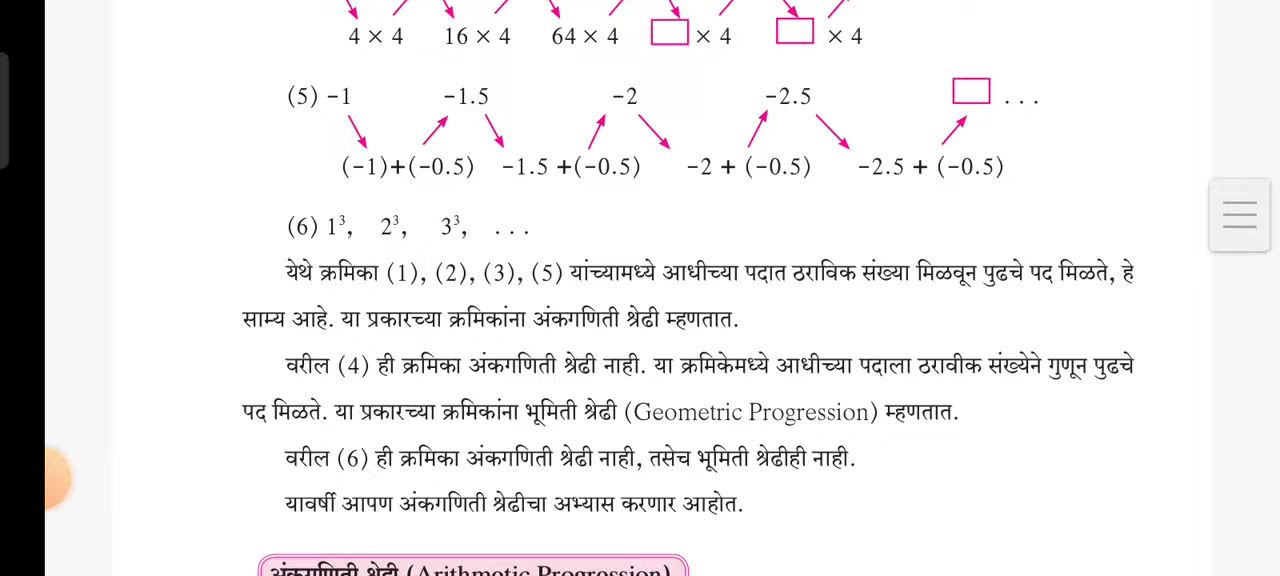 4 × 4 16 × 4 64 × 4 × 4 × 4
(5) -1 -1.5 -2 -2.5 ...
(-1)+(-0.5) -1.5 +(-0.5) -2 + (-0.5) -2.5 + (-0.5)
(6) 1³, 2³, 3³, ...
येथे क्रमिका (1), (2), (3), (5) यांच्यामध्ये आधीच्या पदात ठराविक संख्या मिळवून पुढचे पद मिळते, हे
साम्य आहे. या प्रकारच्या क्रमिकांना अंकगणिती श्रेढी म्हणतात.
वरील (4) ही क्रमिका अंकगणिती श्रेढी नाही. या क्रमिकेमध्ये आधीच्या पदाला ठरावीक संख्येने गुणून पुढचे
पद मिळते. या प्रकारच्या क्रमिकांना भूमिती श्रेढी (Geometric Progression) म्हणतात.
वरील (6) ही क्रमिका अंकगणिती श्रेढी नाही, तसेच भूमिती श्रेढीही नाही.
यावर्षी आपण अंकगणिती श्रेढीचा अभ्यास करणार आहोत.
अंकगणिती श्रेढी (Arithmetic Progression)